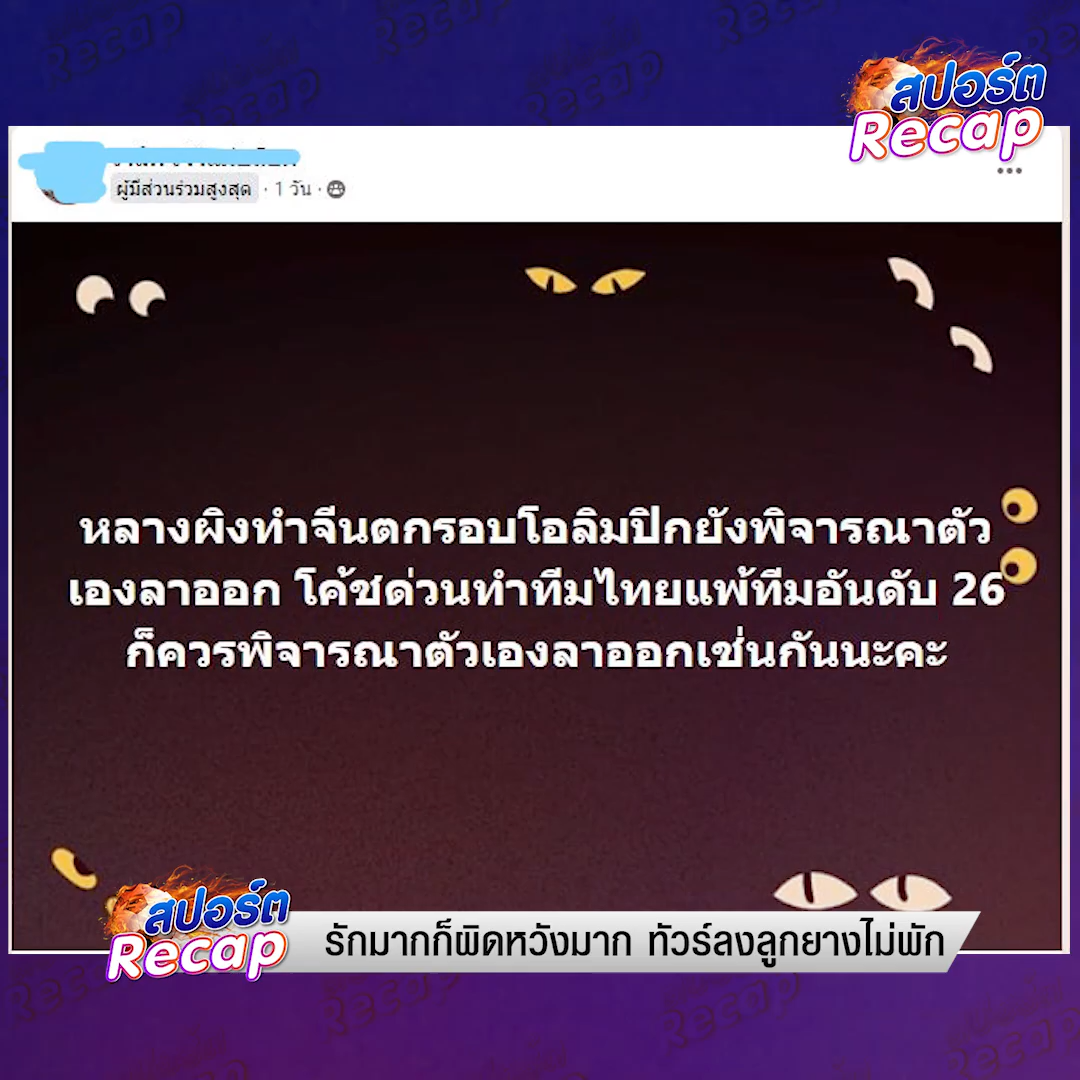 สปอร์ต
Recap
ผู้มีส่วนร่วมสูงสุด · 1 วัน ·
หลางผิงทำจีนตกรอบโอลิมปิกยังพิจารณาตัว
เองลาออก โค้ชด่วนทำทีมไทยแพ้ทีมอันดับ 26
ก็ควรพิจารณาตัวเองลาออกเช่นกันนะคะ
สปอร์ต
Recap
รักมากก็ผิดหวังมาก ทัวร์ลงลูกยางไม่พัก